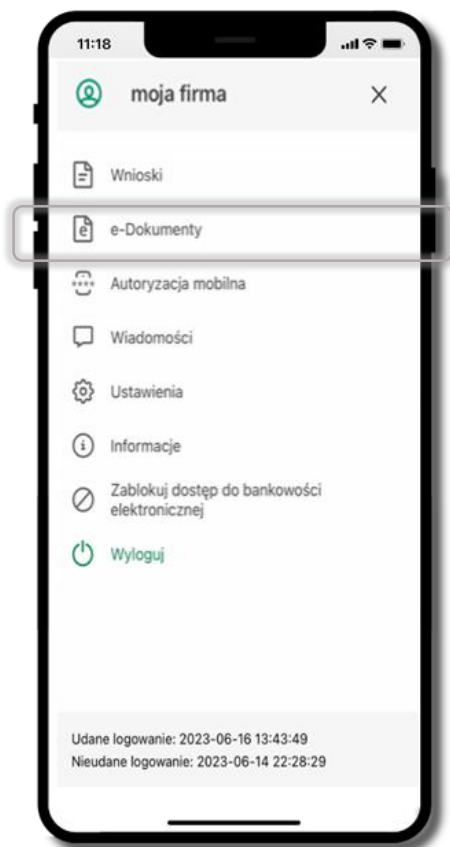 11:18
moja firma
Wnioski
e-Dokumenty
Autoryzacja mobilna
Wiadomości
Ustawienia
Informacje
Zablokuj dostęp do bankowości
elektronicznej
Wyloguj
Udane logowanie: 2023-06-16 13:43:49
Nieudane logowanie: 2023-06-14 22:28:29